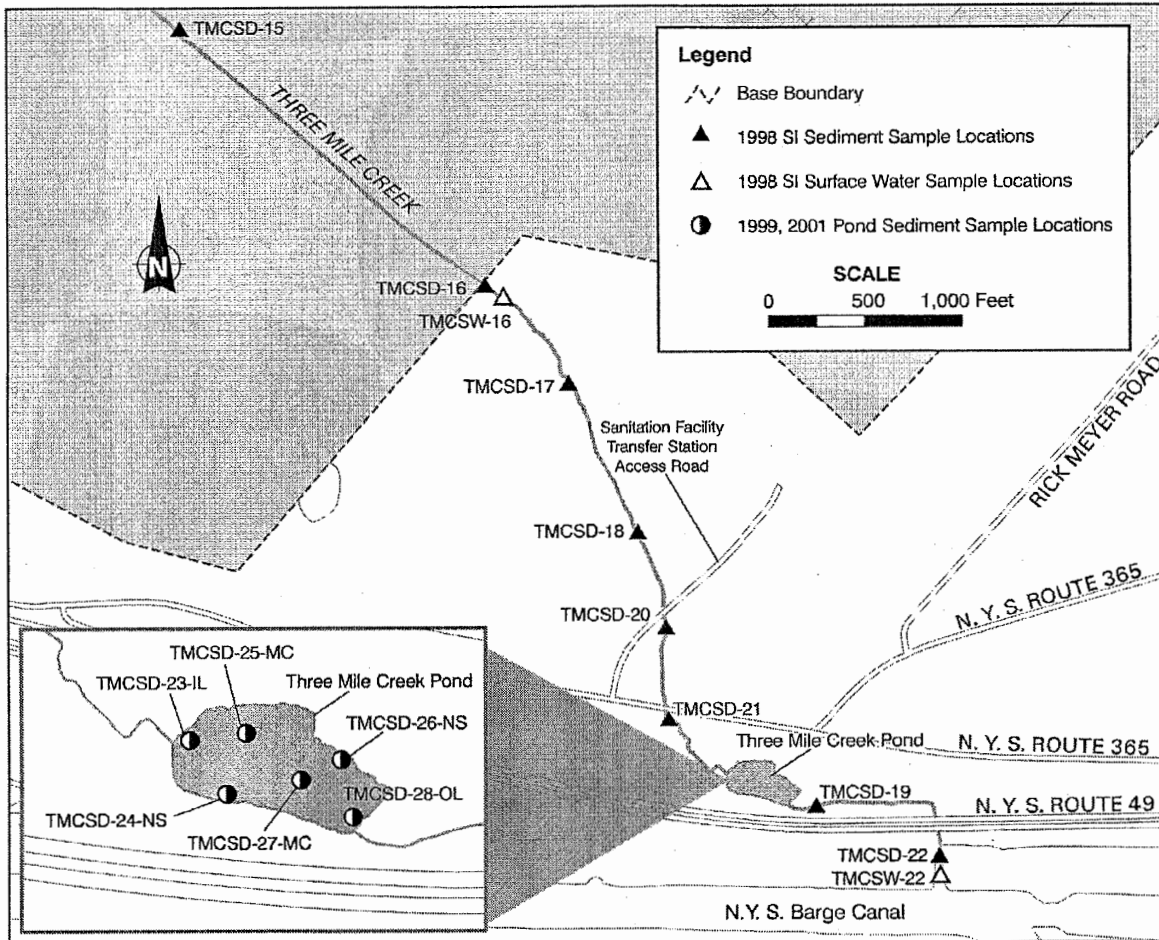 TMCSD-15
THREE MILE CREEK
N
Legend
Base Boundary
1998 SI Sediment Sample Locations
1998 SI Surface Water Sample Locations
1999, 2001 Pond Sediment Sample Locations
SCALE
0 500 1,000 Feet
TMCSD-16
TMCSW-16
TMCSD-17
Sanitation Facility
Transfer Station
Access Road
RICK MEYER ROAD
TMCSD-18
N. Y. S. ROUTE 365
TMCSD-20
TMCSD-21
Three Mile Creek Pond
N. Y. S. ROUTE 365
TMCSD-19
N. Y. S. ROUTE 49
TMCSD-22
TMCSW-22
N.Y. S. Barge Canal
TMCSD-25-MC
TMCSD-23-IL
Three Mile Creek Pond
TMCSD-26-NS
TMCSD-28-OL
TMCSD-24-NS
TMCSD-27-MC